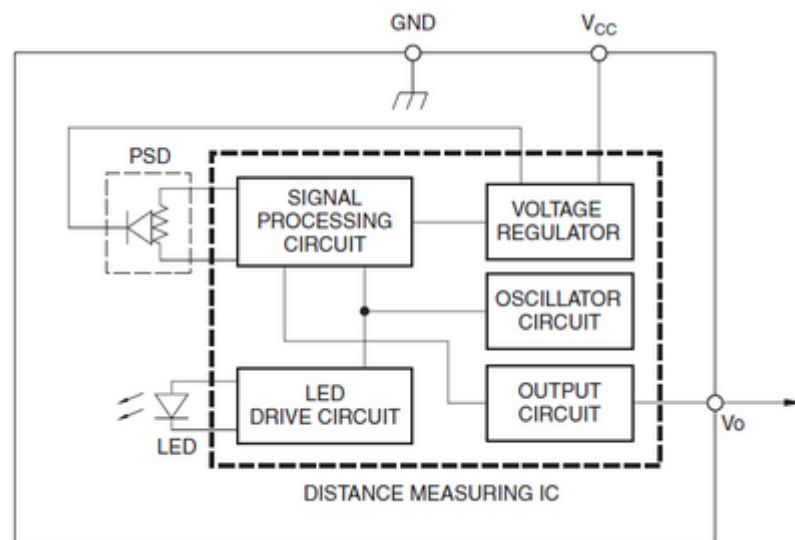 GND
VCC
PSD
SIGNAL
PROCESSING
CIRCUIT
VOLTAGE
REGULATOR
OSCILLATOR
CIRCUIT
LED
DRIVE CIRCUIT
OUTPUT
CIRCUIT
LED
Vo
DISTANCE MEASURING IC